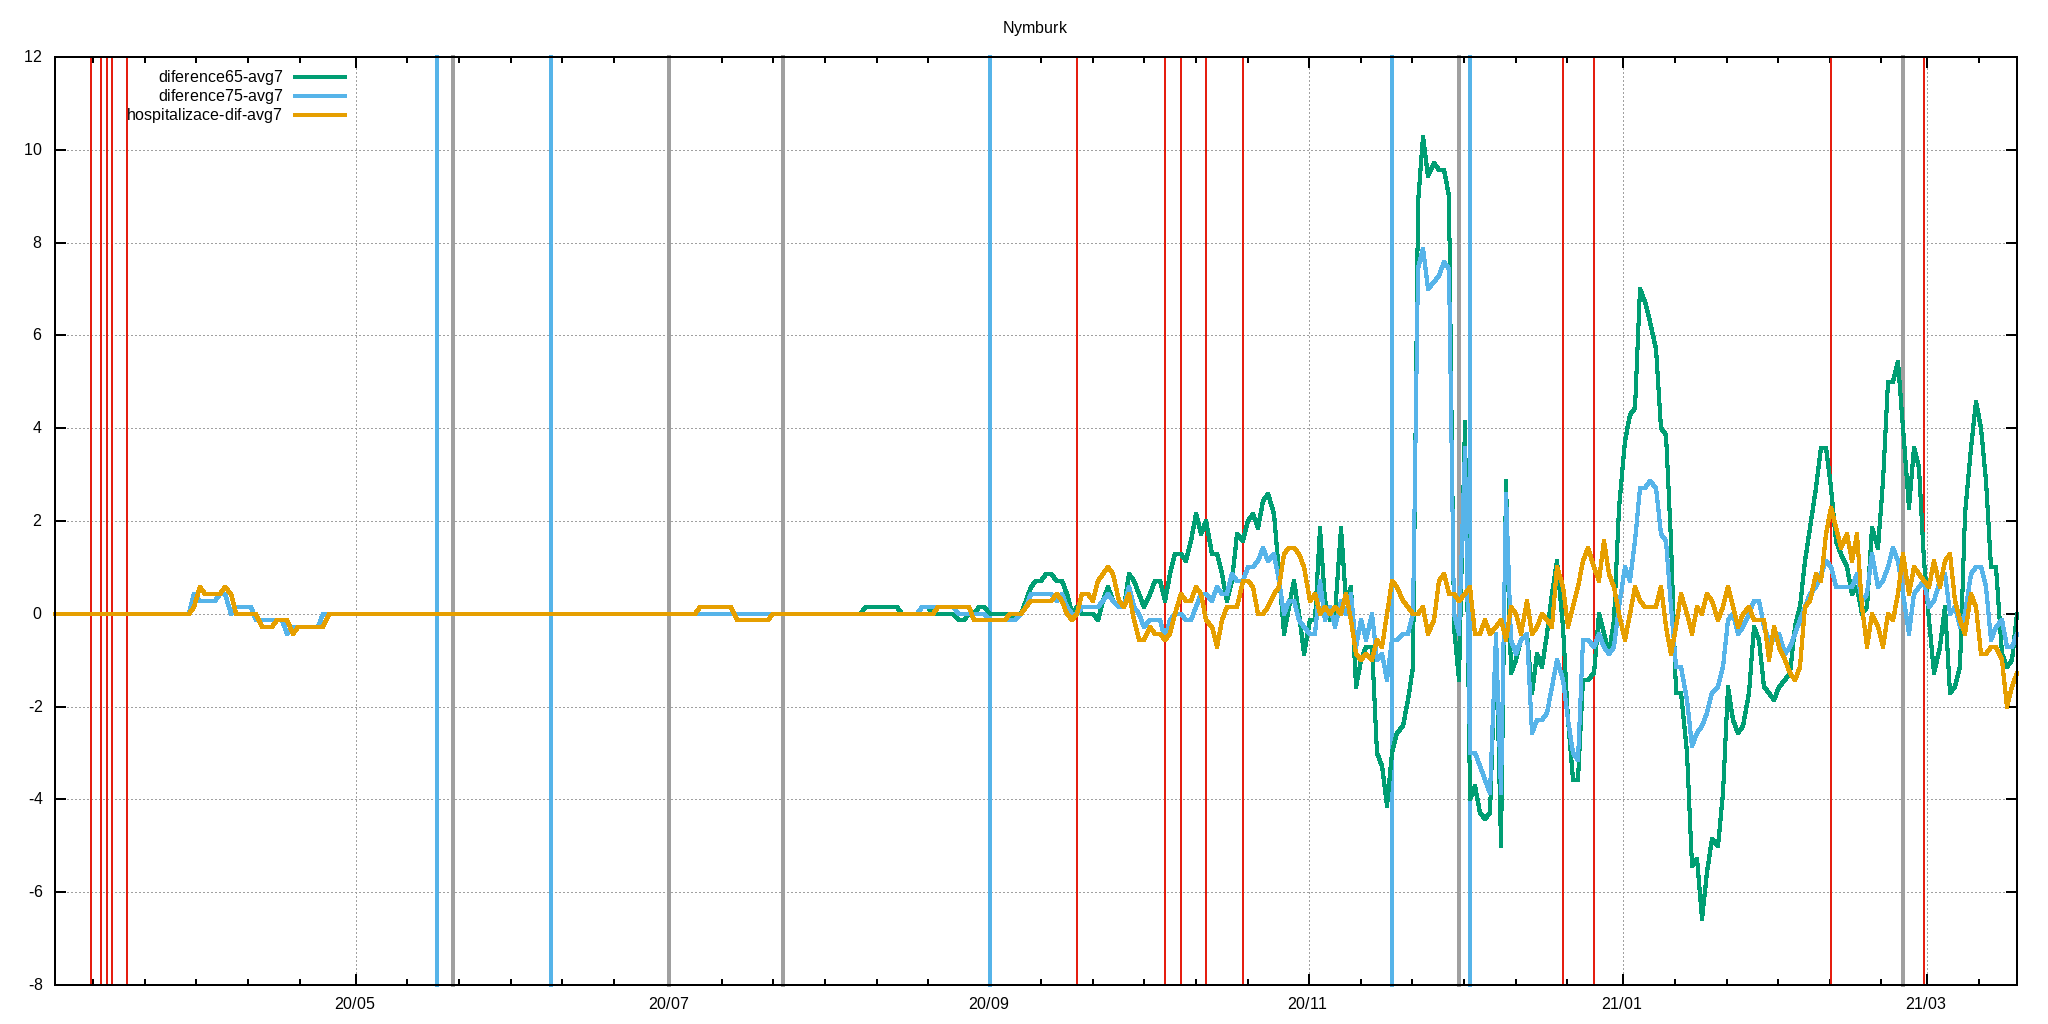 Nymburk
diference65-avg7
diference75-avg7
hospitalizace-dif-avg7
12
10
8
6
4
2
0
-2
-4
-6
-8
20/05 20/07 20/09 20/11 21/01 21/03